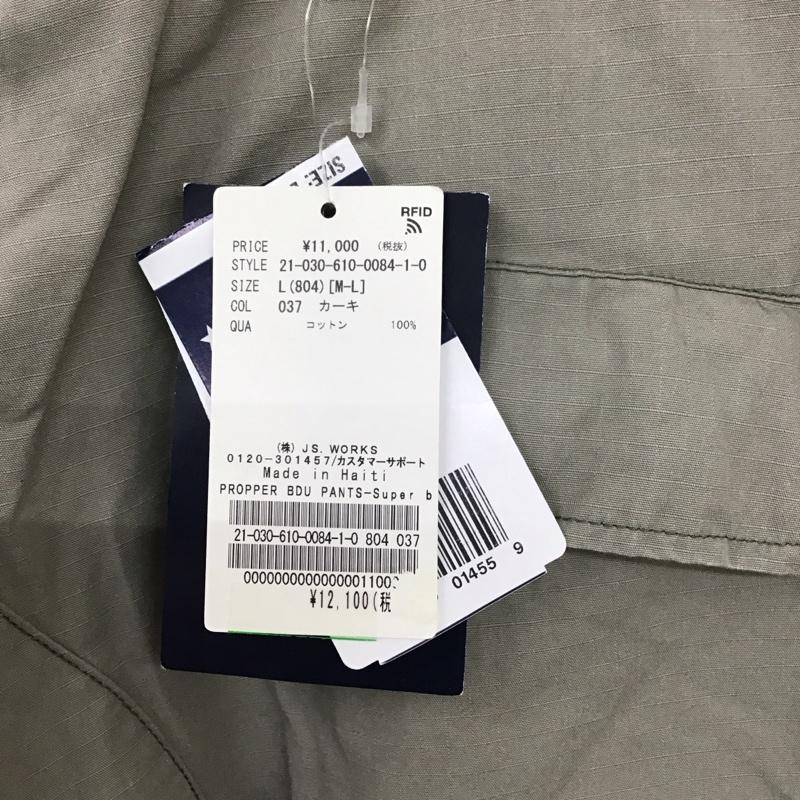 SIZE:
RFID
PRICE ¥11,000 (税抜)
STYLE 21-030-610-0084-1-0
SIZE L(804)[M-L]
COL 037 カーキ
QUA コットン 100%
(株) JS. WORKS
0120-301457/カスタマーサポート
Made in Haiti
PROPPER BDU PANTS-Super b
21-030-610-0084-1-0 804 037
01455 9
¥12,100(税